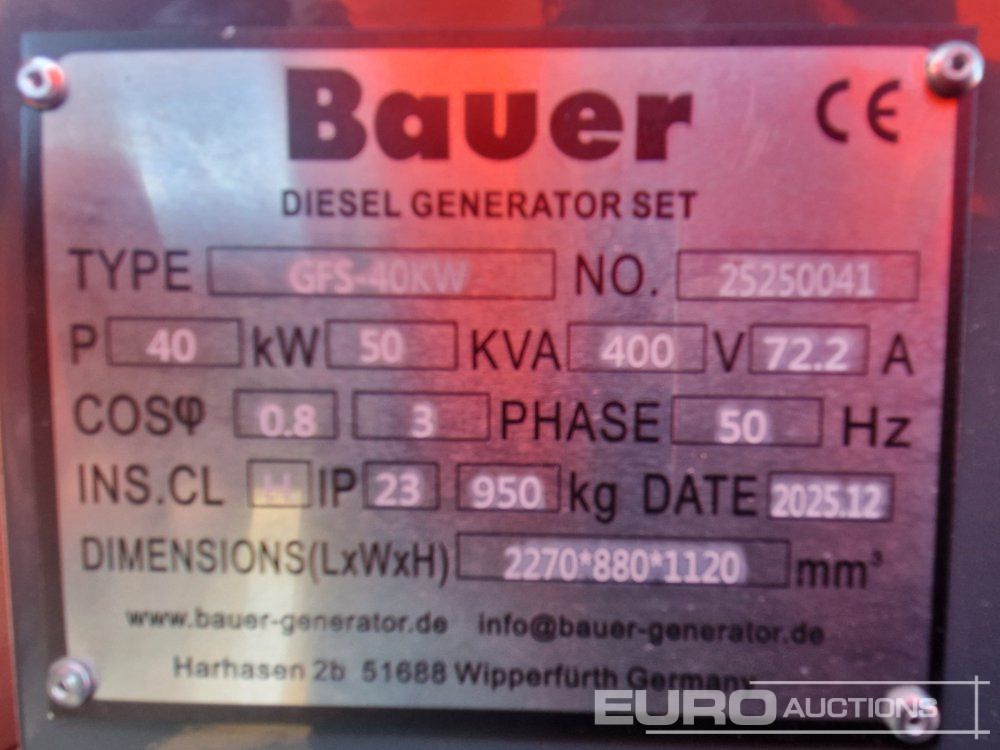 Bauer CE
DIESEL GENERATOR SET
TYPE GFS-40KW NO. 25250041
P 40 kW 50 KVA 400 V 72.2 A
COSφ 0.8 3 PHASE 50 Hz
INS.CL H IP 23 950 kg DATE 2025.12
DIMENSIONS(LxWxH) 2270*880*1120 mm³
www.bauer-generator.de info@bauer-generator.de
Harhasen 2b 51688 Wipperfürth Germany
EURO AUCTIONS